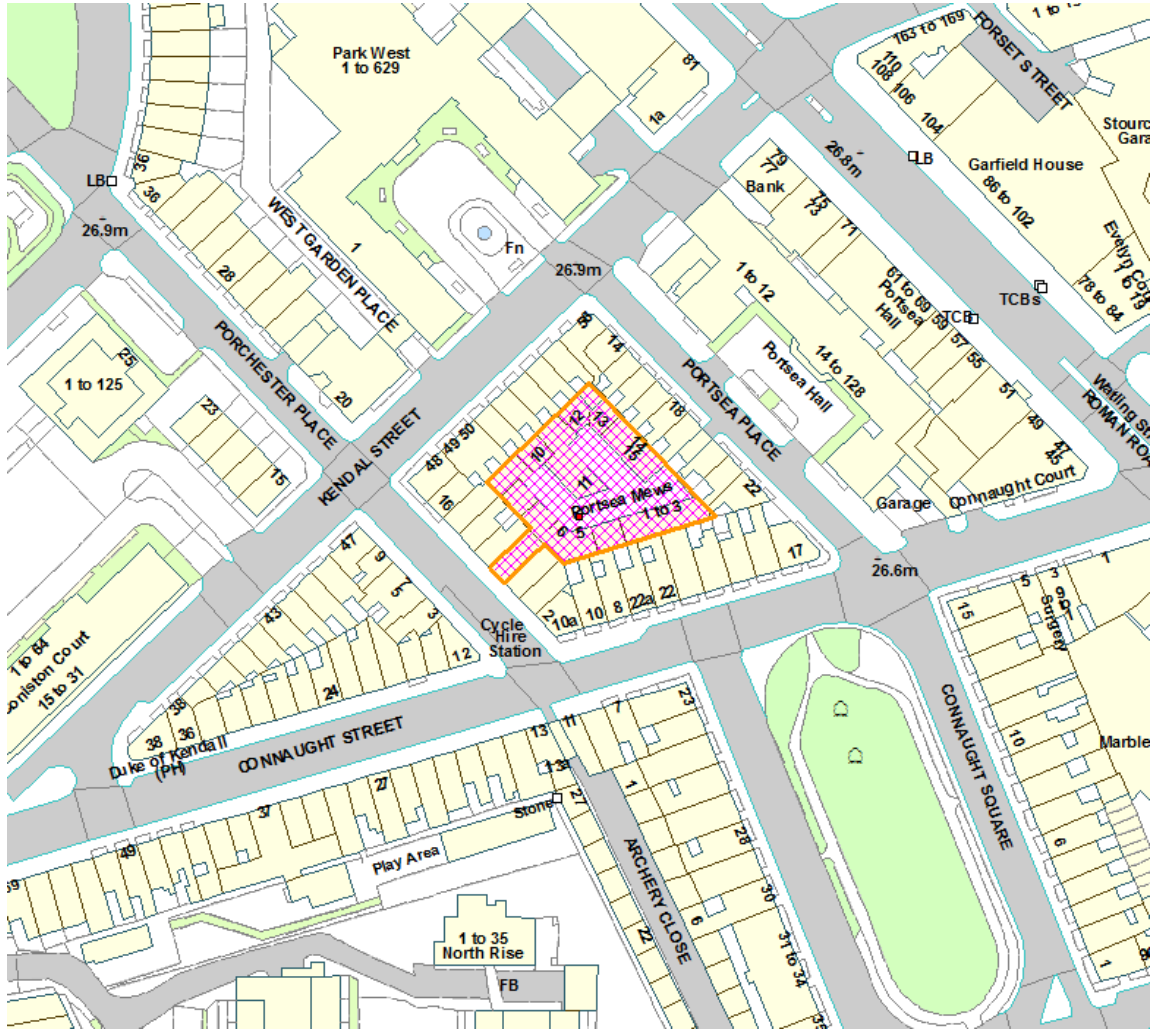 Park West
1 to 629
81
1a
163 to 169
110
108
106
104
FORSET STREET
Garfield House
86 to 102
LB
26.8m
79
77
Bank
75
73
71
61 to 69
Portsea
Hall
59
57
55
51
49
47
45
TCB
TCBs
78 to 84
ROMAN ROA
Connaught Court
Garage
LB
36
36
26.9m
28
WEST GARDEN PLACE
1
Fn
26.9m
1 to 12
14 to 128
Portsea Hall
PORTSEA PLACE
PORCHESTER PLACE
20
25
1 to 125
23
15
KENDAL STREET
14
18
22
17
48
49
50
16
12
13
10
11
14
15
Portsea Mews
1 to 3
5
6
2
10a
10
8
22a
22
26.6m
Cycle
Hire
Station
47
9
7
5
3
43
12
24
38
38
36
Duke of Kendall
(PH)
CONNAUGHT STREET
1 to 64
oniston Court
15 to 31
13
11
7
23
13a
27
37
49
27
Stone
Play Area
1
28
30
31 to 34
35
6
22
ARCHERY CLOSE
1 to 35
North Rise
FB
CONNAUGHT SQUARE
15
5
3
1
Surgery
10
6
1
Marble